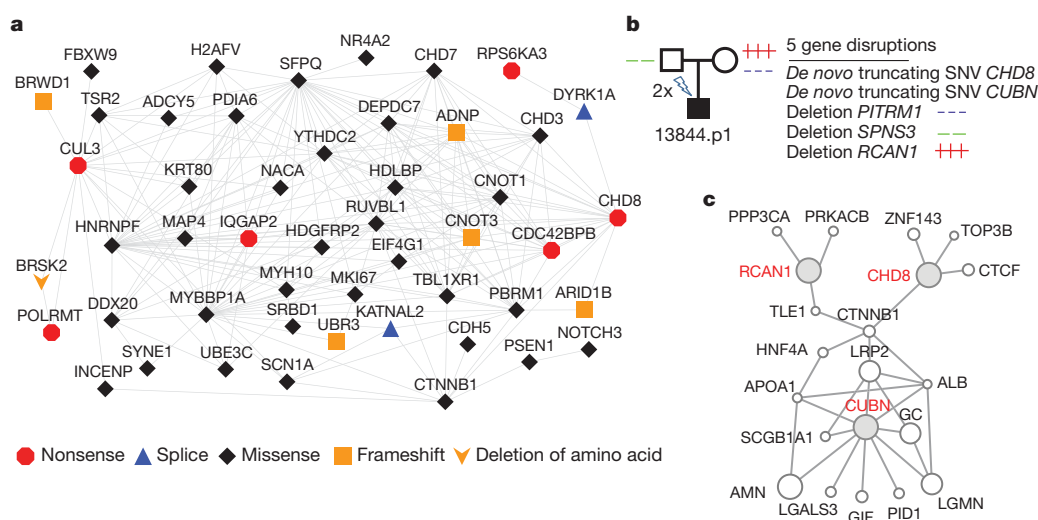 a
FBXW9
H2AFV
SFPQ
NR4A2
CHD7
RPS6KA3
BRWD1
TSR2
ADCY5
PDIA6
DEPDC7
ADNP
DYRK1A
YTHDC2
CHD3
CUL3
KRT80
NACA
HDLBP
CNOT1
CHD8
HNRNPF
MAP4
IQGAP2
RUVBL1
CNOT3
CDC42BPB
HDGFRP2
EIF4G1
BRSK2
MYH10
MKI67
TBL1XR1
DDX20
MYBBP1A
PBRM1
ARID1B
POLRMT
SRBD1
UBR3
KATNAL2
CDH5
NOTCH3
SYNE1
UBE3C
SCN1A
PSEN1
INCENP
CTNNB1
Nonsense Splice Missense Frameshift Deletion of amino acid
b
2x
13844.p1
5 gene disruptions
De novo truncating SNV CHD8
De novo truncating SNV CUBN
Deletion PITRM1
Deletion SPNS3
Deletion RCAN1
c
PPP3CA
PRKACB
ZNF143
TOP3B
RCAN1
CHD8
CTCF
TLE1
CTNNB1
HNF4A
LRP2
APOA1
ALB
CUBN
GC
SCGB1A1
AMN
LGALS3
GIF
PID1
LGMN